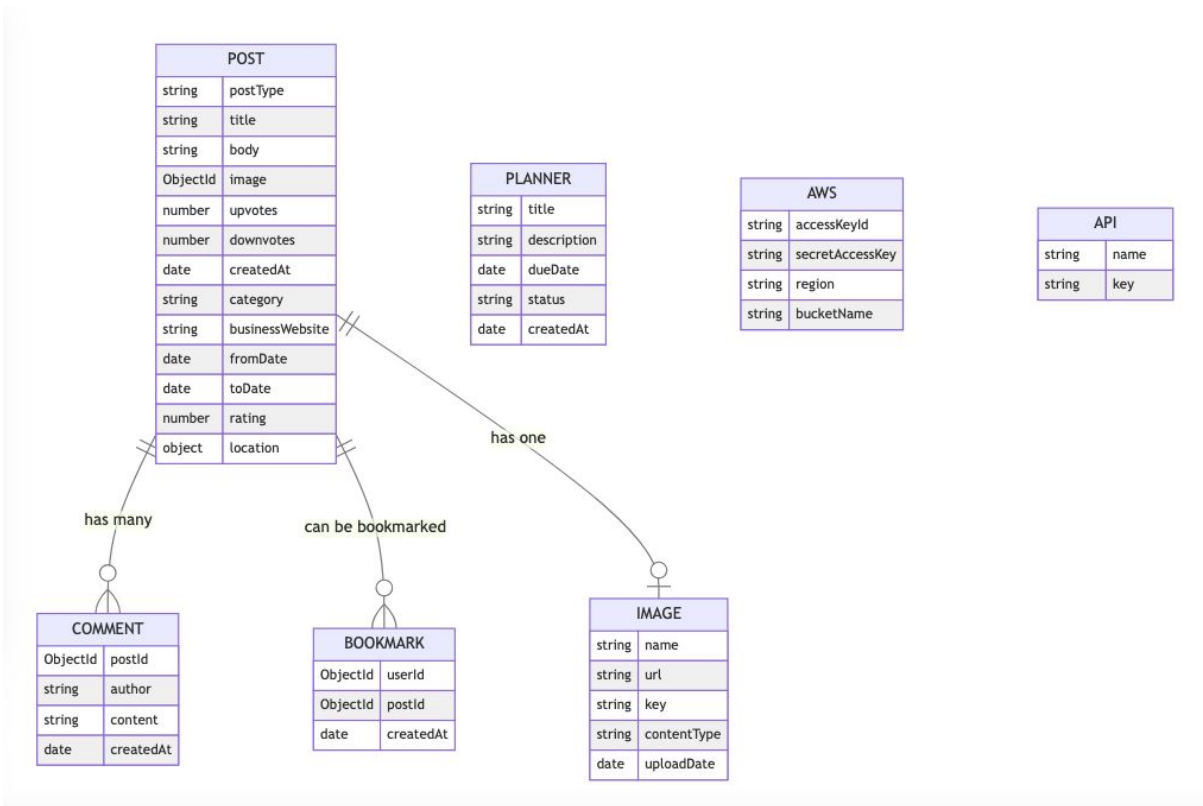 POST
string postType
string title
string body
ObjectId image
number upvotes
number downvotes
date createdAt
string category
string businessWebsite
date fromDate
date toDate
number rating
object location
PLANNER
string title
string description
date dueDate
string status
date createdAt
AWS
string accessKeyId
string secretAccessKey
string region
string bucketName
API
string name
string key
has one
has many
can be bookmarked
COMMENT
ObjectId postId
string author
string content
date createdAt
BOOKMARK
ObjectId userId
ObjectId postId
date createdAt
IMAGE
string name
string url
string key
string contentType
date uploadDate